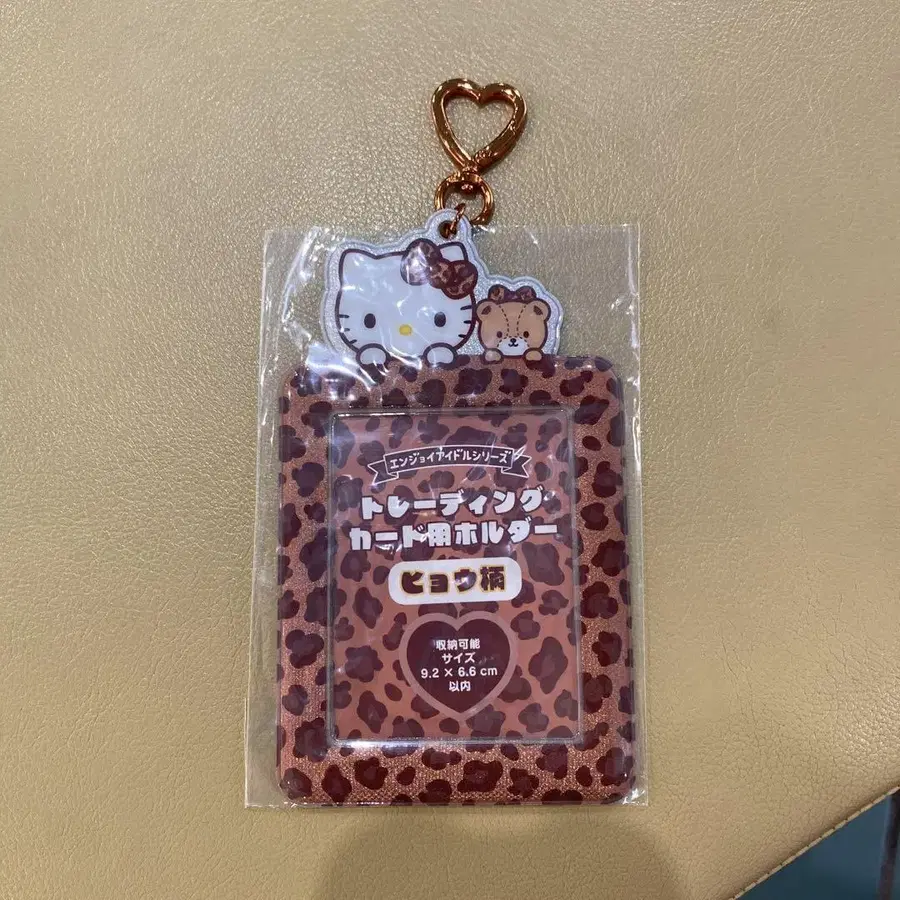 エンジョイアイドルシリーズ
トレーディング
カード用ホルダー
ヒョウ柄
収納可能
サイズ
9.2 × 6.6 cm
以内